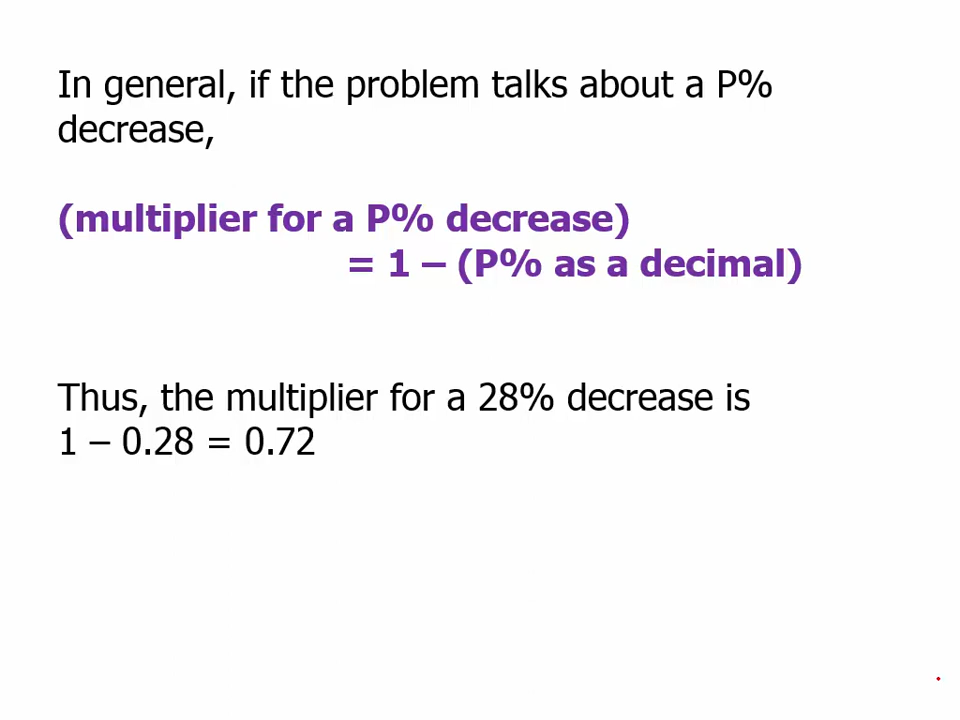 In general, if the problem talks about a P%
decrease,
(multiplier for a P% decrease)
= 1 – (P% as a decimal)
Thus, the multiplier for a 28% decrease is
1 – 0.28 = 0.72